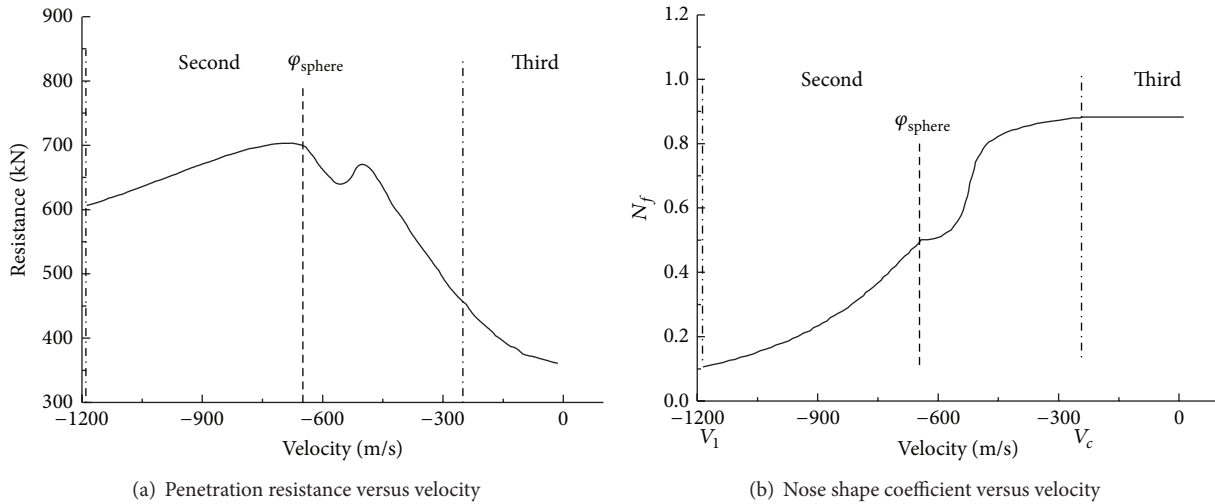 900
800
700
600
500
400
300
Resistance (kN)
Second
φsphere
Third
−1200
−900
−600
−300
0
Velocity (m/s)
(a) Penetration resistance versus velocity
1.2
1.0
0.8
0.6
0.4
0.2
0.0
Nf
Second
φsphere
Third
−1200
−900
−600
−300
0
V1
Velocity (m/s)
Vc
(b) Nose shape coefficient versus velocity